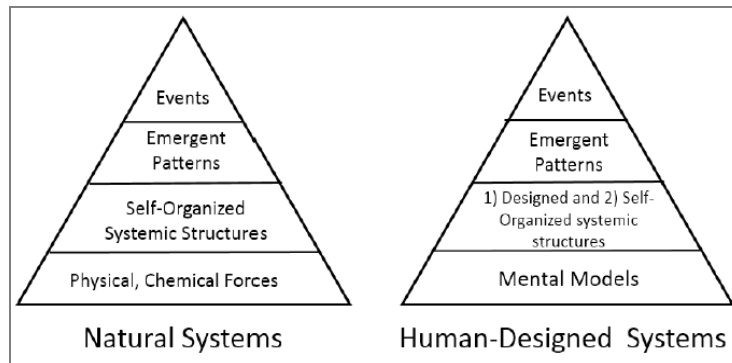 Events
Emergent
Patterns
Self-Organized
Systemic Structures
Physical, Chemical Forces
Natural Systems
Events
Emergent
Patterns
1) Designed and 2) Self-
Organized systemic
structures
Mental Models
Human-Designed Systems